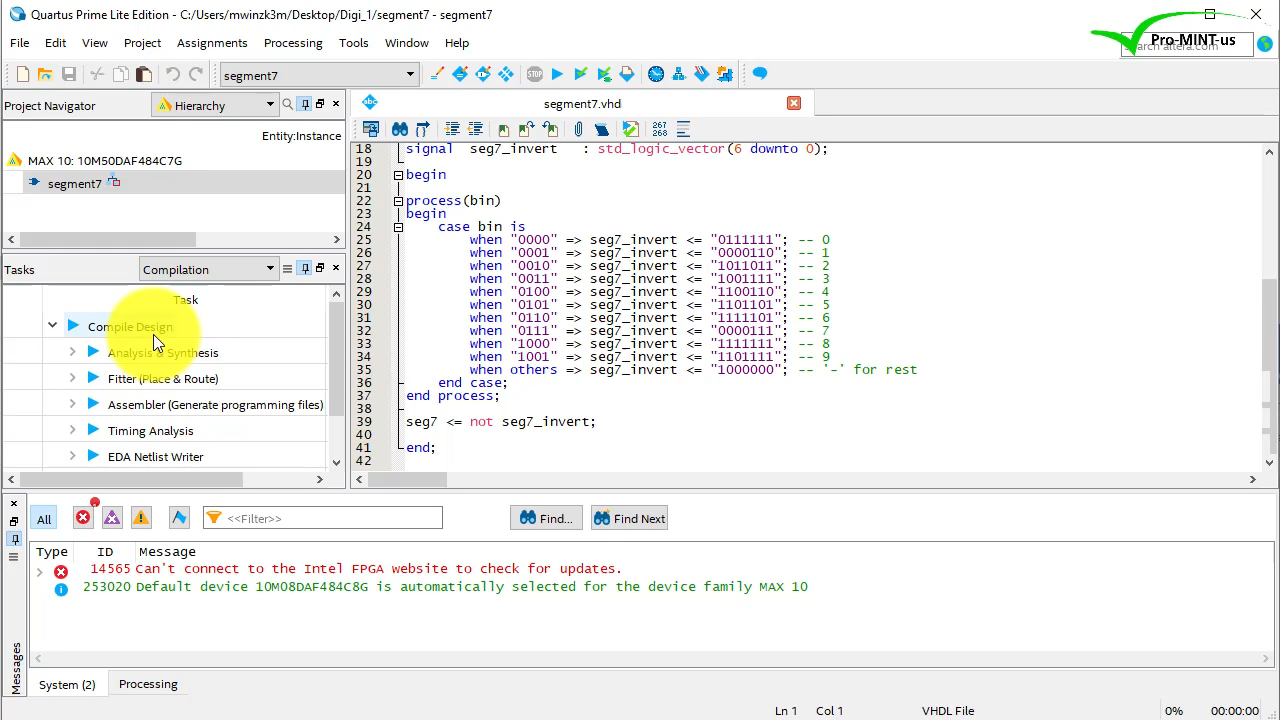 Quartus Prime Lite Edition - C:/Users/mwinzk3m/Desktop/Digi_1/segment7 - segment7
File Edit View Project Assignments Processing Tools Window Help
Pro-MINT-us
search altera.com
segment7
Project Navigator Hierarchy
segment7.vhd
Entity:Instance
MAX 10: 10M50DAF484C7G
segment7
Tasks Compilation
Task
Compile Design
Analysis & Synthesis
Fitter (Place & Route)
Assembler (Generate programming files)
Timing Analysis
EDA Netlist Writer
abc
267
268
18 signal seg7_invert : std_logic_vector(6 downto 0);
19
20 begin
21
22 process(bin)
23 begin
24 case bin is
25 when "0000" => seg7_invert <= "0111111"; -- 0
26 when "0001" => seg7_invert <= "0000110"; -- 1
27 when "0010" => seg7_invert <= "1011011"; -- 2
28 when "0011" => seg7_invert <= "1001111"; -- 3
29 when "0100" => seg7_invert <= "1100110"; -- 4
30 when "0101" => seg7_invert <= "1101101"; -- 5
31 when "0110" => seg7_invert <= "1111101"; -- 6
32 when "0111" => seg7_invert <= "0000111"; -- 7
33 when "1000" => seg7_invert <= "1111111"; -- 8
34 when "1001" => seg7_invert <= "1101111"; -- 9
35 when others => seg7_invert <= "1000000"; -- '-' for rest
36 end case;
37 end process;
38
39 seg7 <= not seg7_invert;
40
41 end;
42
All <<Filter>> Find... Find Next
Type ID Message
14565 Can't connect to the Intel FPGA website to check for updates.
253020 Default device 10M08DAF484C8G is automatically selected for the device family MAX 10
Messages
System (2) Processing
Ln 1 Col 1 VHDL File 0% 00:00:00